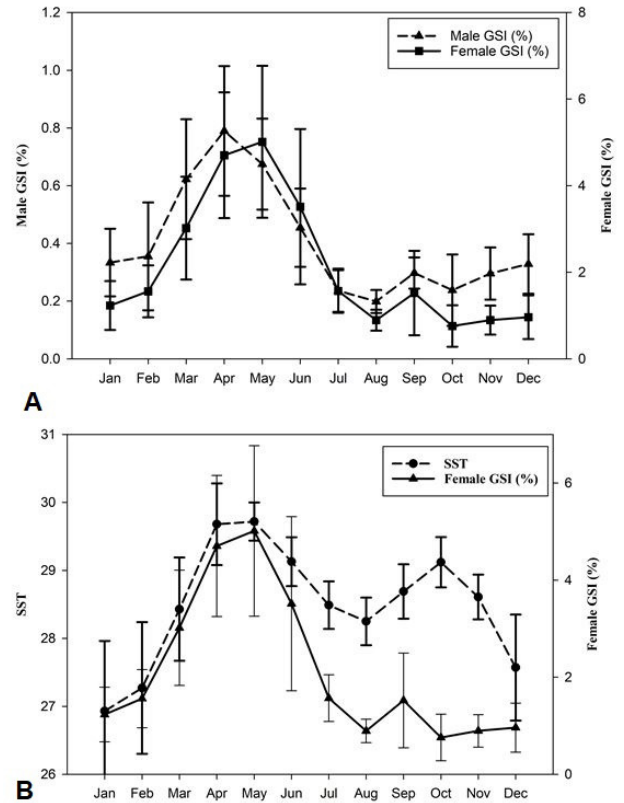 1.2
1.0
0.8
0.6
0.4
0.2
0.0
Male GSI (%)
Male GSI (%)
Female GSI (%)
8
6
4
2
0
Female GSI (%)
Jan Feb Mar Apr May Jun Jul Aug Sep Oct Nov Dec
A
31
30
29
28
27
26
SST
SST
Female GSI (%)
6
4
2
0
Female GSI (%)
Jan Feb Mar Apr May Jun Jul Aug Sep Oct Nov Dec
B